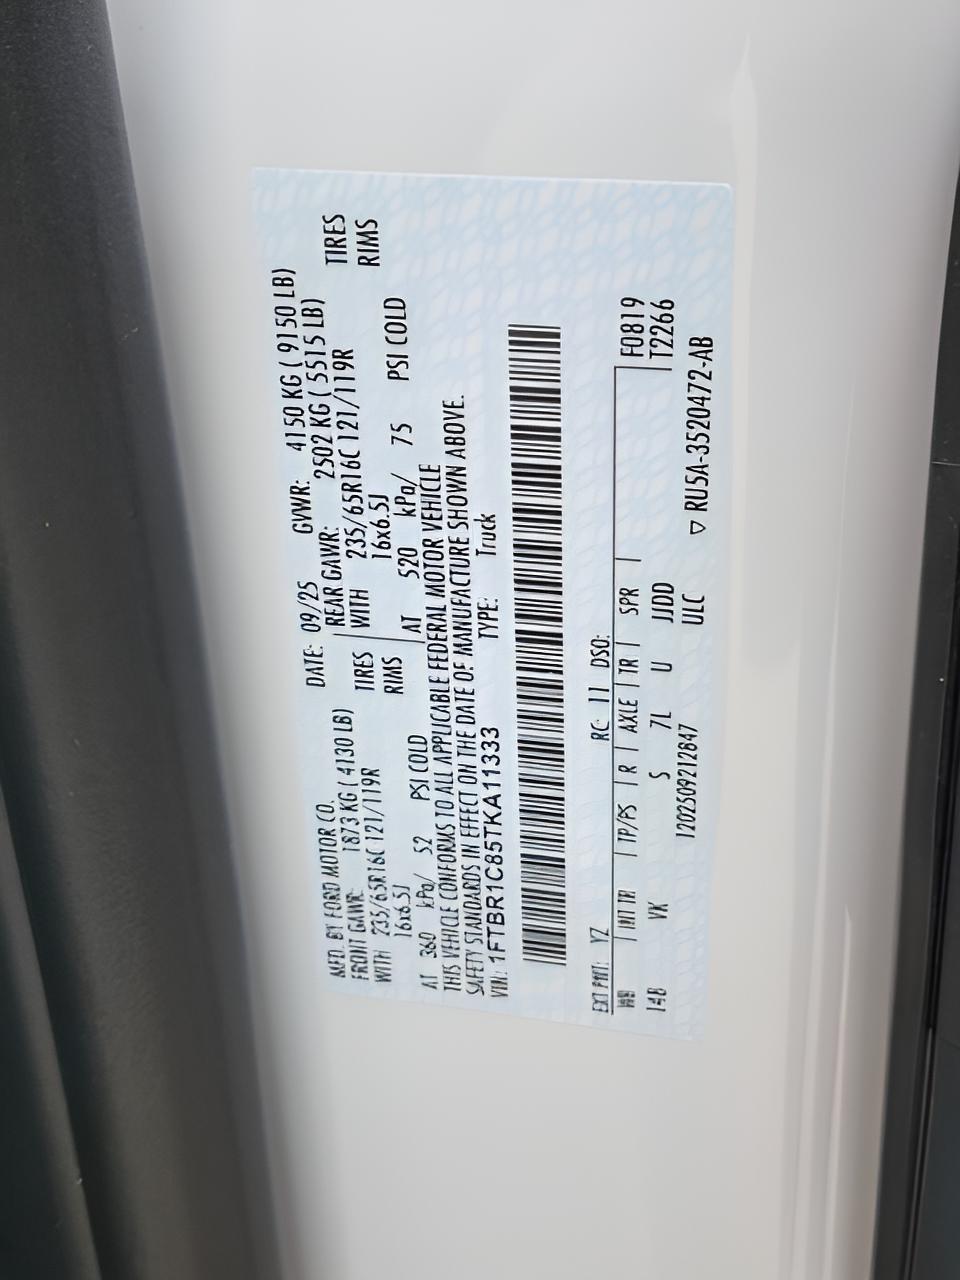 MFD. BY FORD MOTOR CO. DATE: 09/25 GVWR: 4150 KG ( 9150 LB)
FRONT GAWR: 1873 KG ( 4130 LB) REAR GAWR: 2502 KG ( 5515 LB)
WITH 235/65R16C 121/119R TIRES WITH 235/65R16C 121/119R TIRES
16x6.5J RIMS 16x6.5J RIMS
AT 360 kPa/ 52 PSI COLD AT 520 kPa/ 75 PSI COLD
THIS VEHICLE CONFORMS TO ALL APPLICABLE FEDERAL MOTOR VEHICLE
SAFETY STANDARDS IN EFFECT ON THE DATE OF MANUFACTURE SHOWN ABOVE.
VIN: 1FTBR1C85TKA11333 TYPE: Truck
EXT PNT: YZ RC: 11 DSO:
WB | INT TR | TP/PS | R | AXLE | TR | SPR | F0819
148 VK S 7L U JJDD T2266
1202509212847 ULC
▽ RU5A-3520472-AB